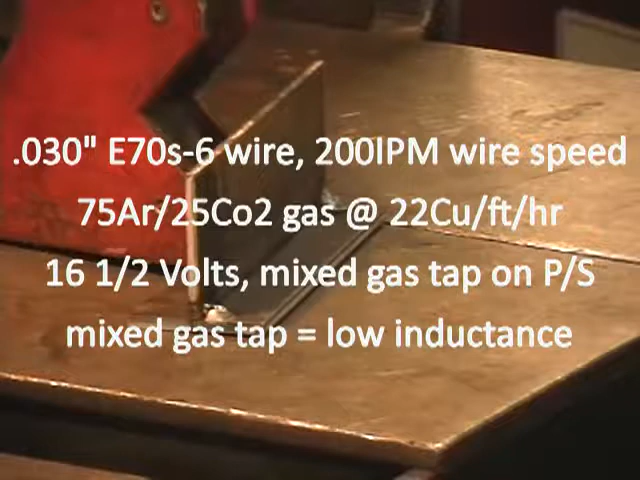 .030" E70s-6 wire, 200IPM wire speed
75Ar/25Co2 gas @ 22Cu/ft/hr
16 1/2 Volts, mixed gas tap on P/S
mixed gas tap = low inductance